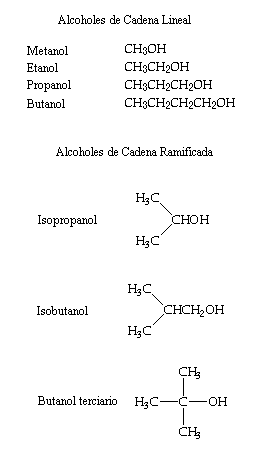 Alcoholes de Cadena Lineal
Metanol CH3OH
Etanol CH3CH2OH
Propanol CH3CH2CH2OH
Butanol CH3CH2CH2CH2OH
Alcoholes de Cadena Ramificada
H3C
Isopropanol CHOH
H3C
H3C
Isobutanol CHCH2OH
H3C
CH3
Butanol terciario H3C C OH
CH3